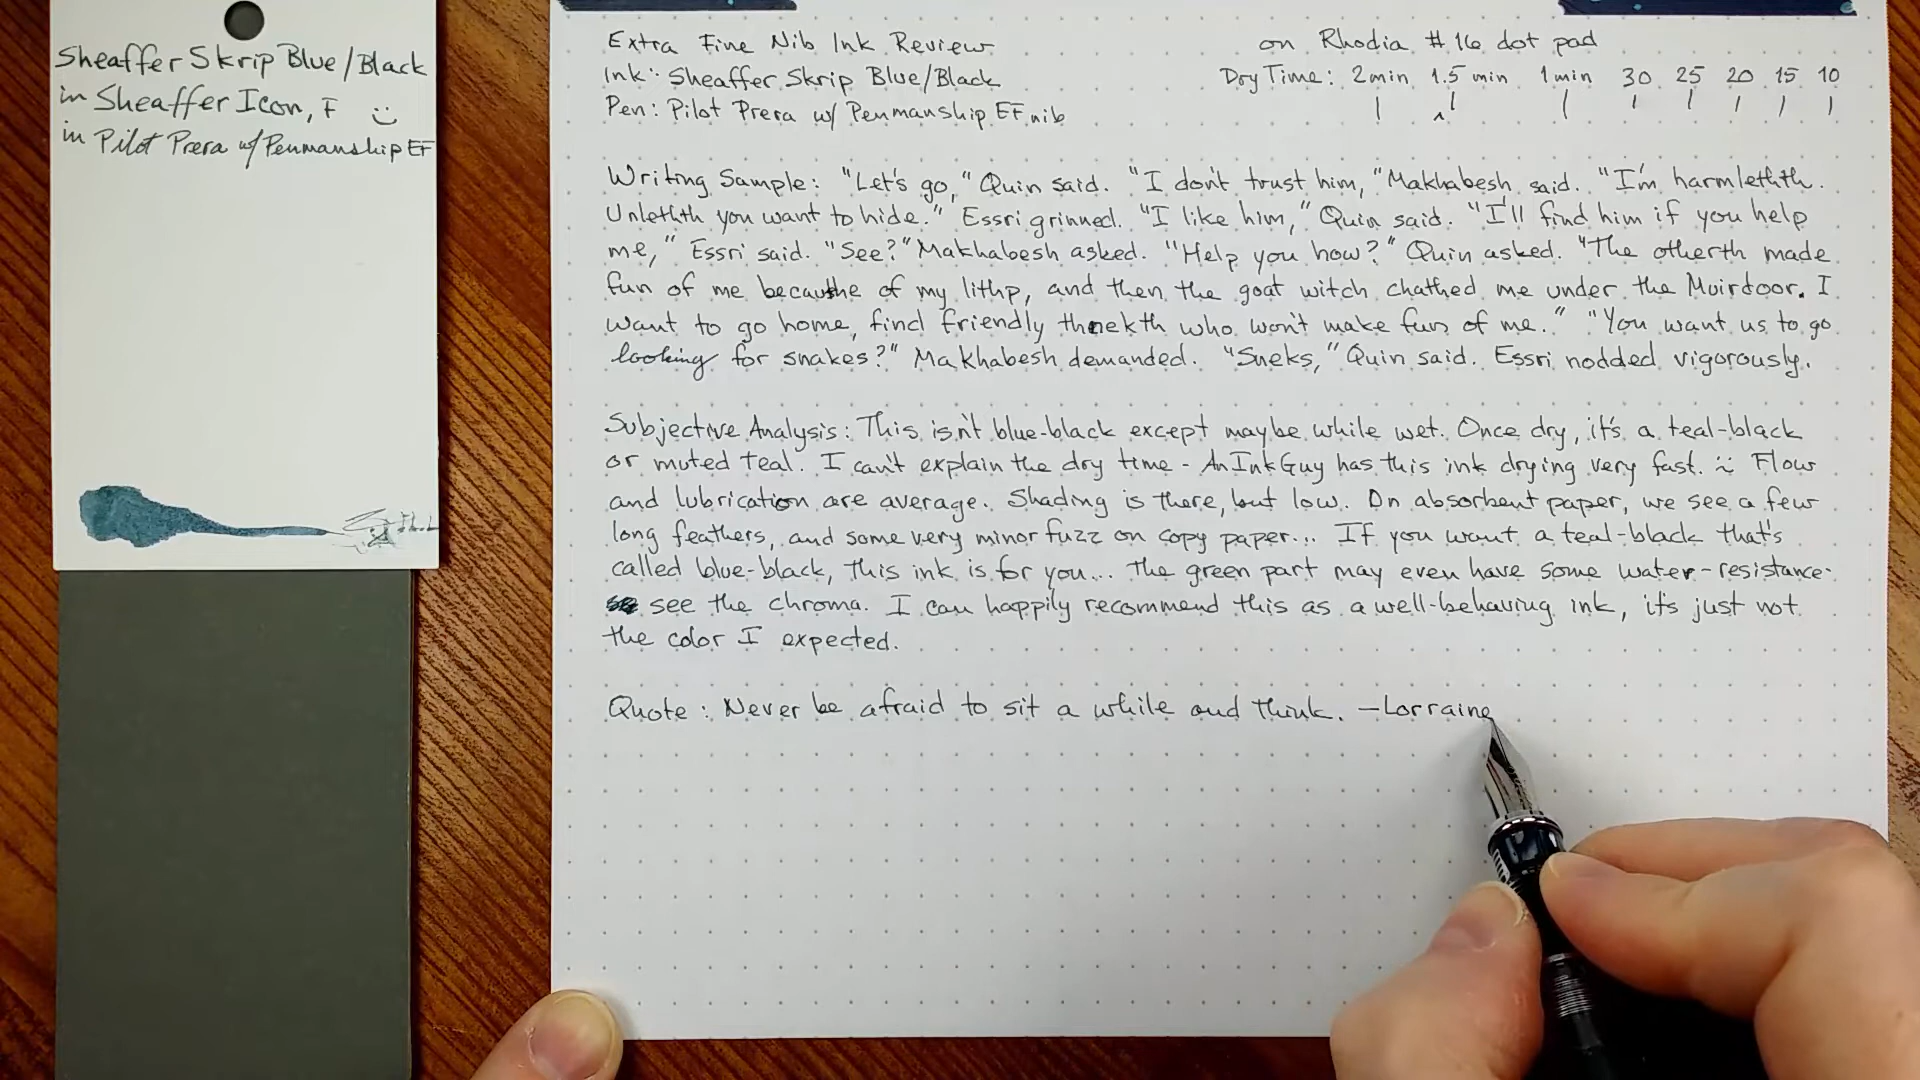 Sheaffer Skrip Blue/Black
in Sheaffer Icon, F
in Pilot Prera w/ Penmanship EF
Extra Fine Nib Ink Review
on Rhodia #16 dot pad
Ink: Sheaffer Skrip Blue/Black
Dry Time: 2 min 1.5 min 1 min 30 25 20 15 10
Pen: Pilot Prera w/ Penmanship EF nib
Writing Sample: "Let's go," Quin said. "I don't trust him," Makhabesh said. "I'm harmleththth.
Unleththth you want to hide." Essri grinned. "I like him," Quin said. "I'll find him if you help
me," Essri said. "See?" Makhabesh asked. "Help you how?" Quin asked. "The otherth made
fun of me becauthe of my lithp, and then the goat witch chathed me under the Muirdoor. I
want to go home, find friendly thnekth who won't make fun of me." "You want us to go
looking for snakes?" Makhabesh demanded. "Sneks," Quin said. Essri nodded vigorously.
Subjective Analysis: This isn't blue-black except maybe while wet. Once dry, it's a teal-black
or muted teal. I can't explain the dry time - An Ink Guy has this ink drying very fast. Flow
and lubrication are average. Shading is there, but low. On absorbent paper, we see a few
long feathers, and some very minor fuzz on copy paper... If you want a teal-black that's
called blue-black, this ink is for you... the green part may even have some water-resistance-
see the chroma. I can happily recommend this as a well-behaving ink, it's just not
the color I expected.
Quote: Never be afraid to sit a while and think. -Lorraine